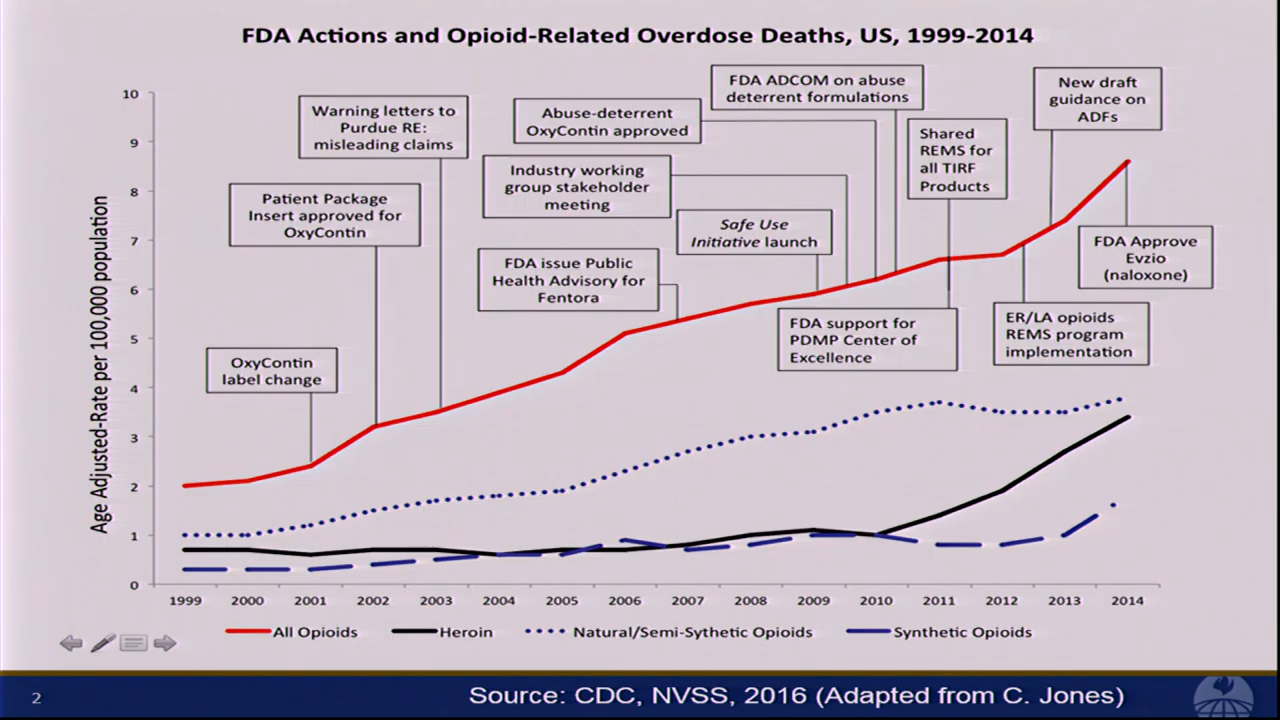 FDA Actions and Opioid-Related Overdose Deaths, US, 1999-2014
Age Adjusted-Rate per 100,000 population
10
9
8
7
6
5
4
3
2
1
0
OxyContin
label change
Patient Package
Insert approved for
OxyContin
Warning letters to
Purdue RE:
misleading claims
FDA issue Public
Health Advisory for
Fentora
Industry working
group stakeholder
meeting
Abuse-deterrent
OxyContin approved
Safe Use
Initiative launch
FDA ADCOM on abuse
deterrent formulations
FDA support for
PDMP Center of
Excellence
Shared
REMS for
all TIRF
Products
ER/LA opioids
REMS program
implementation
New draft
guidance on
ADFs
FDA Approve
Evzio
(naloxone)
1999 2000 2001 2002 2003 2004 2005 2006 2007 2008 2009 2010 2011 2012 2013 2014
All Opioids Heroin Natural/Semi-Sythetic Opioids Synthetic Opioids
2
Source: CDC, NVSS, 2016 (Adapted from C. Jones)